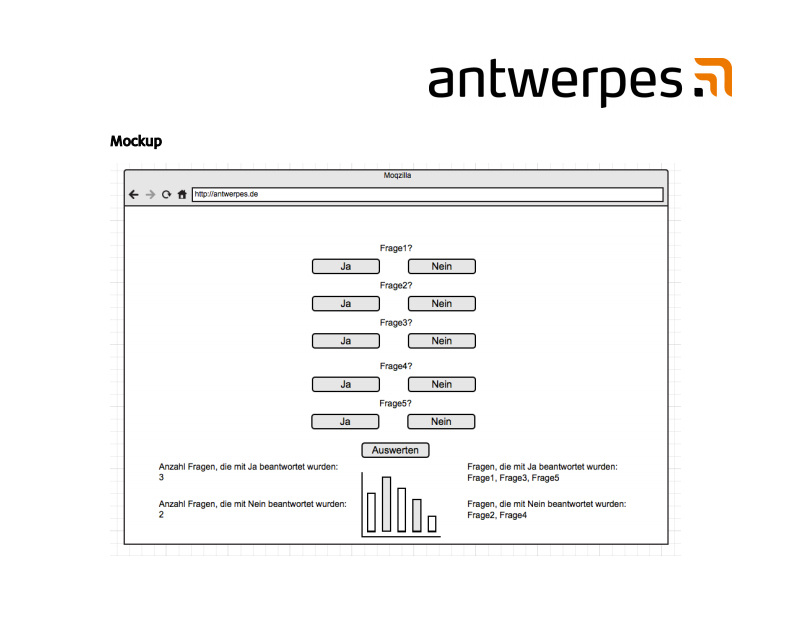 antwerpes
Mockup
Moqzilla
http://antwerpes.de
Frage1?
Ja Nein
Frage2?
Ja Nein
Frage3?
Ja Nein
Frage4?
Ja Nein
Frage5?
Ja Nein
Auswerten
Anzahl Fragen, die mit Ja beantwortet wurden:
3
Anzahl Fragen, die mit Nein beantwortet wurden:
2
Fragen, die mit Ja beantwortet wurden:
Frage1, Frage3, Frage5
Fragen, die mit Nein beantwortet wurden:
Frage2, Frage4